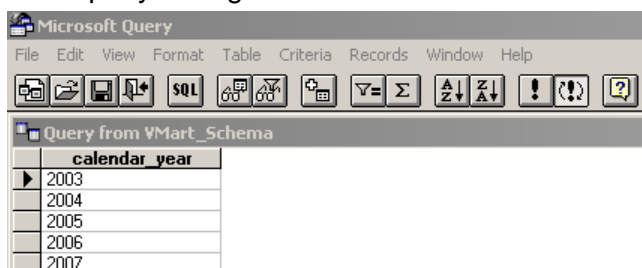 Microsoft Query
File Edit View Format Table Criteria Records Window Help
SQL
Query from VMart_Schema
calendar_year
2003
2004
2005
2006
2007